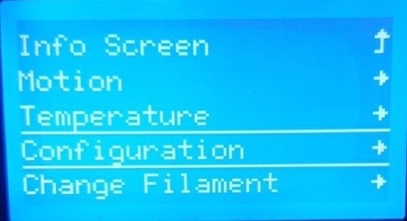 Info Screen
Motion
Temperature
Configuration
Change Filament